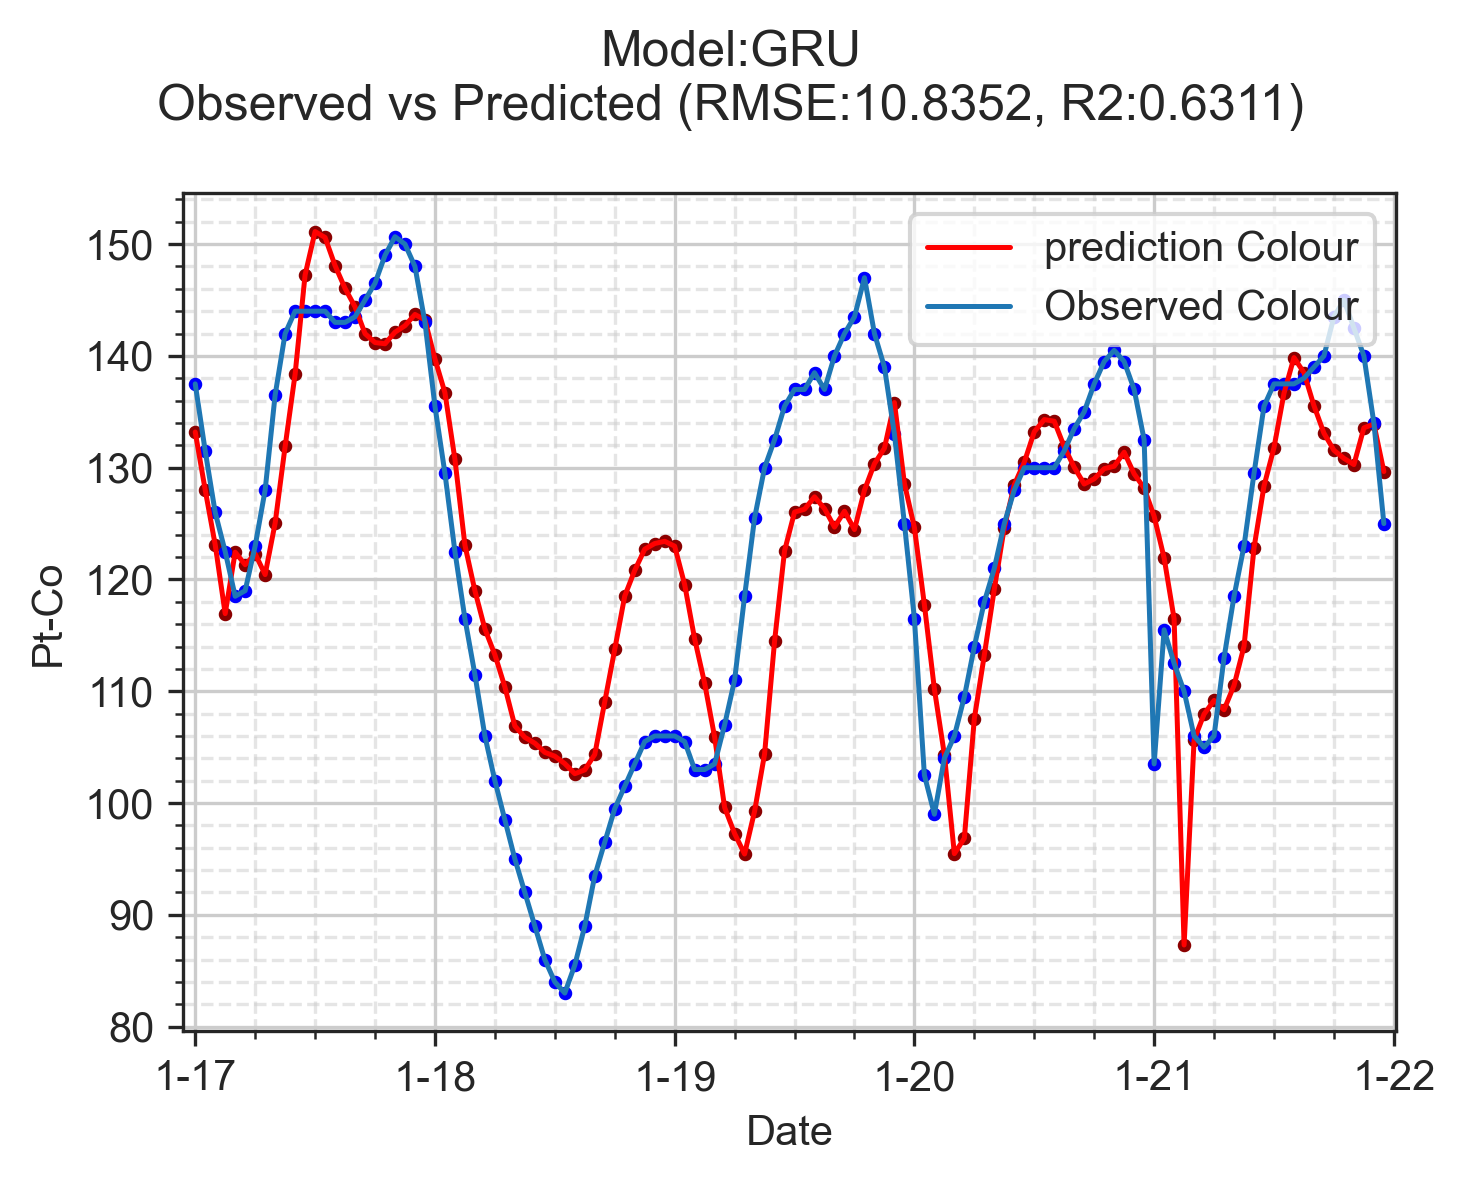 Model:GRU
Observed vs Predicted (RMSE:10.8352, R2:0.6311)
prediction Colour
Observed Colour
150
140
130
120
110
100
90
80
Pt-Co
1-17
1-18
1-19
1-20
1-21
1-22
Date